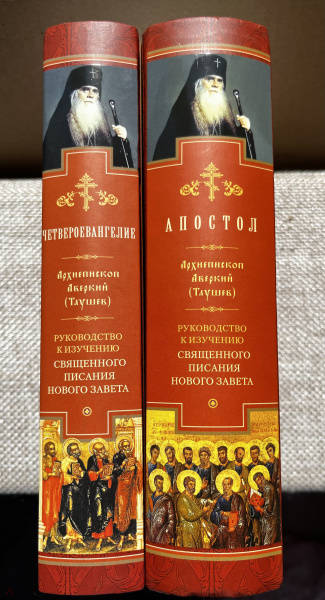 ЧЕТВЕРОЕВАНГЕЛИЕ
Архиепископ
Аверкий
(Таушев)
РУКОВОДСТВО
К ИЗУЧЕНИЮ
СВЯЩЕННОГО
ПИСАНИЯ
НОВОГО ЗАВЕТА
АПОСТОЛ
Архиепископ
Аверкий
(Таушев)
РУКОВОДСТВО
К ИЗУЧЕНИЮ
СВЯЩЕННОГО
ПИСАНИЯ
НОВОГО ЗАВЕТА